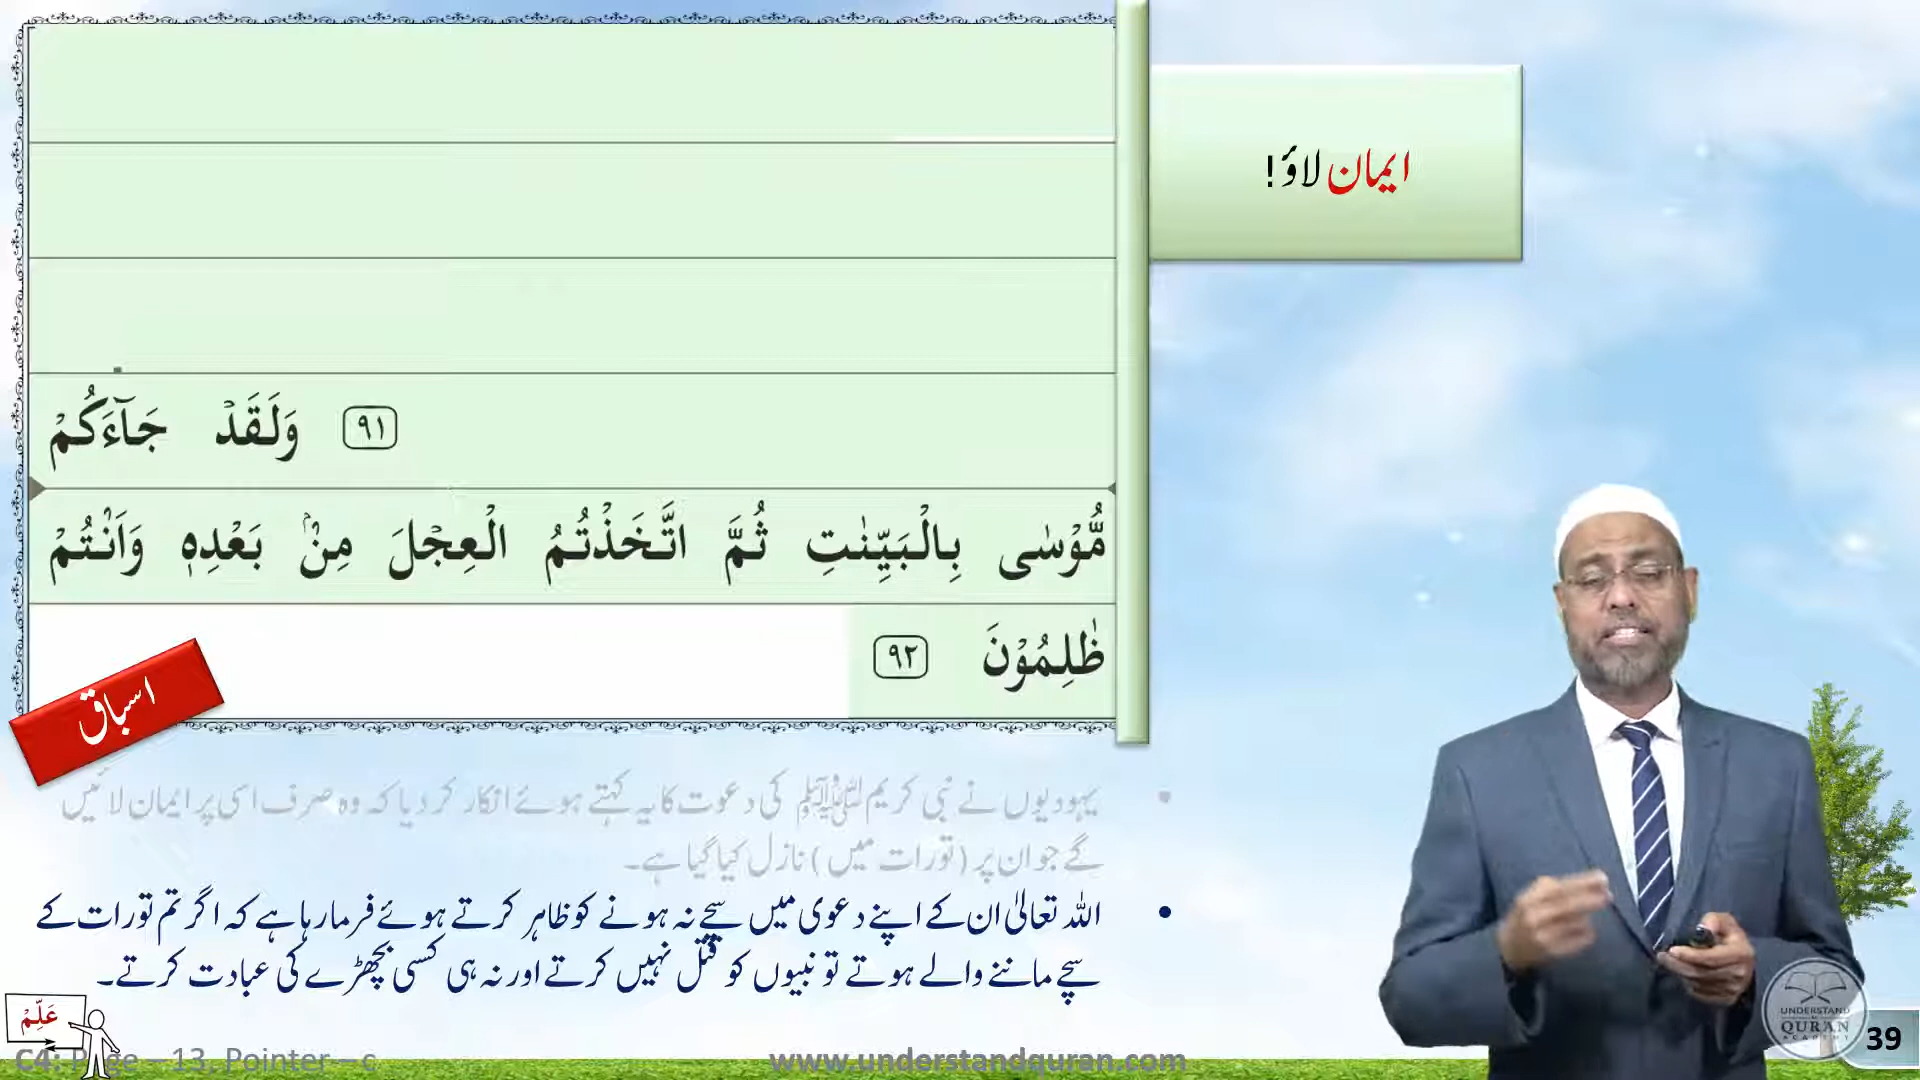 ایمان لاؤ!
۹۱ وَلَقَدْ جَآءَكُمْ
مُّوْسٰى بِالْبَيِّنٰتِ ثُمَّ اتَّخَذْتُمُ الْعِجْلَ مِنْۢ بَعْدِهٖ وَاَنْتُمْ
ظٰلِمُوْنَ ۹۲
اسباق
• یہودیوں نے نبی کریم ﷺ کی دعوت کا یہ کہتے ہوئے انکار کر دیا کہ وہ صرف اسی پر ایمان لائیں
گے جو ان پر (تورات میں) نازل کیا گیا ہے۔
• اللہ تعالیٰ ان کے اپنے دعوی میں سچے نہ ہونے کو ظاہر کرتے ہوئے فرما رہا ہے کہ اگر تم تورات کے
سچے ماننے والے ہوتے تو نبیوں کو قتل نہیں کرتے اور نہ ہی کسی بچھڑے کی عبادت کرتے۔
عَلِّمْ
C4: Page – 13, Pointer – c
www.understandquran.com
UNDERSTAND
QURAN
ACADEMY
39